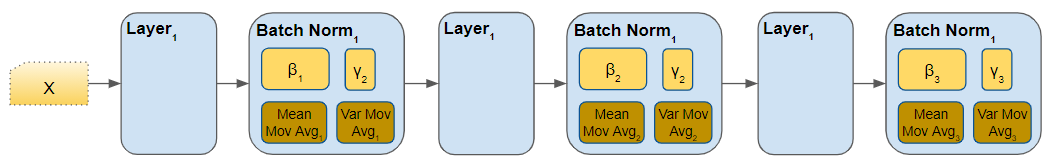 X
Layer₁
Batch Norm₁
β₁ γ₂
Mean Mov Avg₁
Var Mov Avg₁
Layer₁
Batch Norm₁
β₂ γ₂
Mean Mov Avg₂
Var Mov Avg₂
Layer₁
Batch Norm₁
β₃ γ₃
Mean Mov Avg₃
Var Mov Avg₃